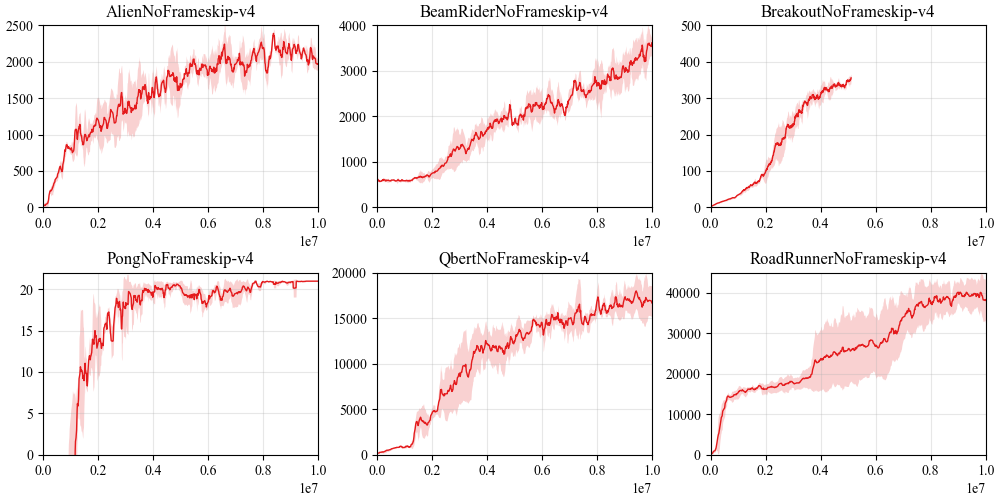 AlienNoFrameskip-v4
2500
2000
1500
1000
500
0
0.0 0.2 0.4 0.6 0.8 1.0
1e7
BeamRiderNoFrameskip-v4
4000
3000
2000
1000
0
0.0 0.2 0.4 0.6 0.8 1.0
1e7
BreakoutNoFrameskip-v4
500
400
300
200
100
0
0.0 0.2 0.4 0.6 0.8 1.0
1e7
PongNoFrameskip-v4
20
15
10
5
0
0.0 0.2 0.4 0.6 0.8 1.0
1e7
QbertNoFrameskip-v4
20000
15000
10000
5000
0
0.0 0.2 0.4 0.6 0.8 1.0
1e7
RoadRunnerNoFrameskip-v4
40000
30000
20000
10000
0
0.0 0.2 0.4 0.6 0.8 1.0
1e7